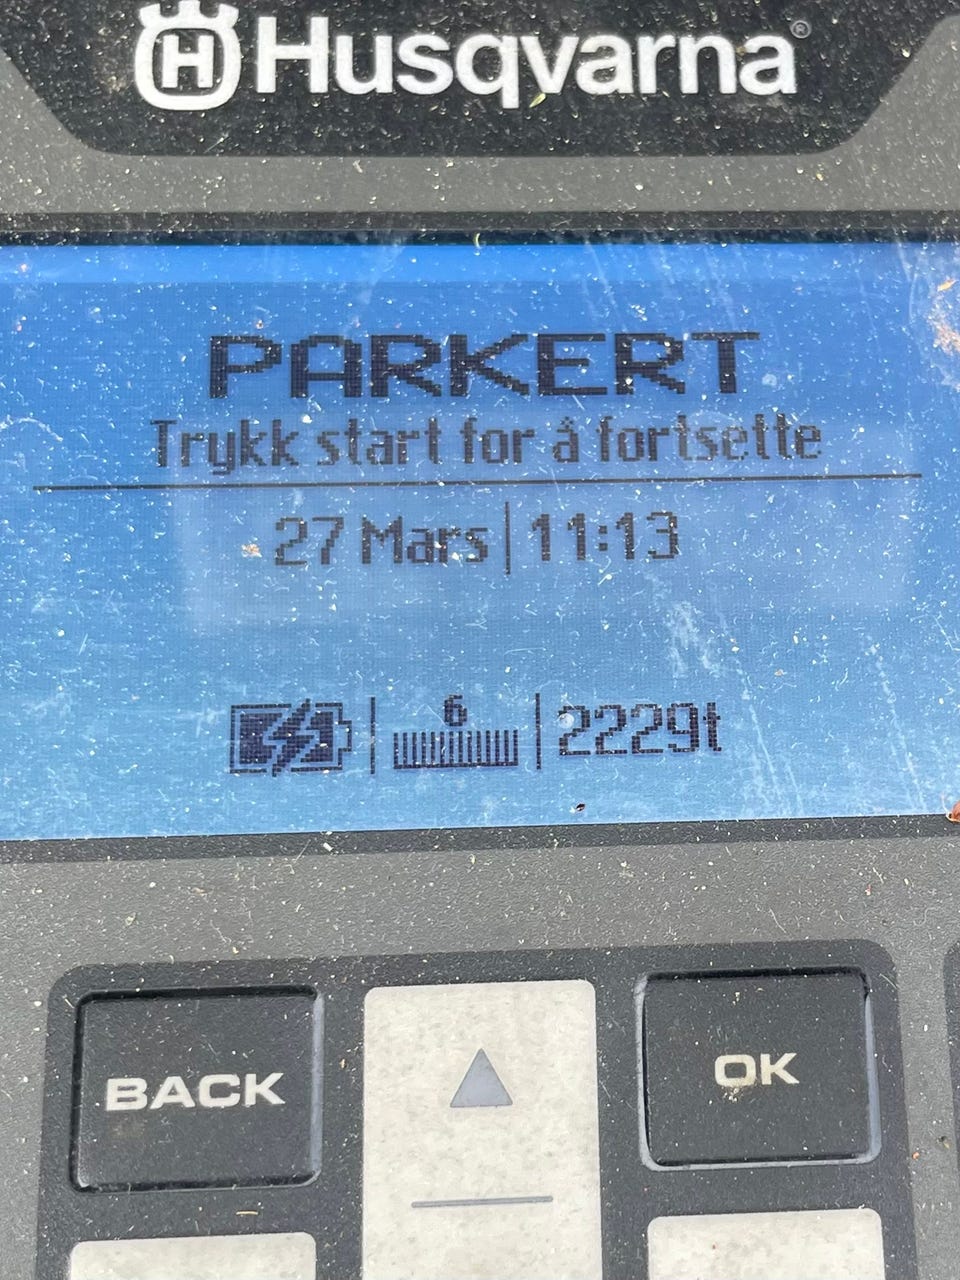 H Husqvarna®
PARKERT
Trykk start for å fortsette
27 Mars | 11:13
6
2229t
BACK
OK